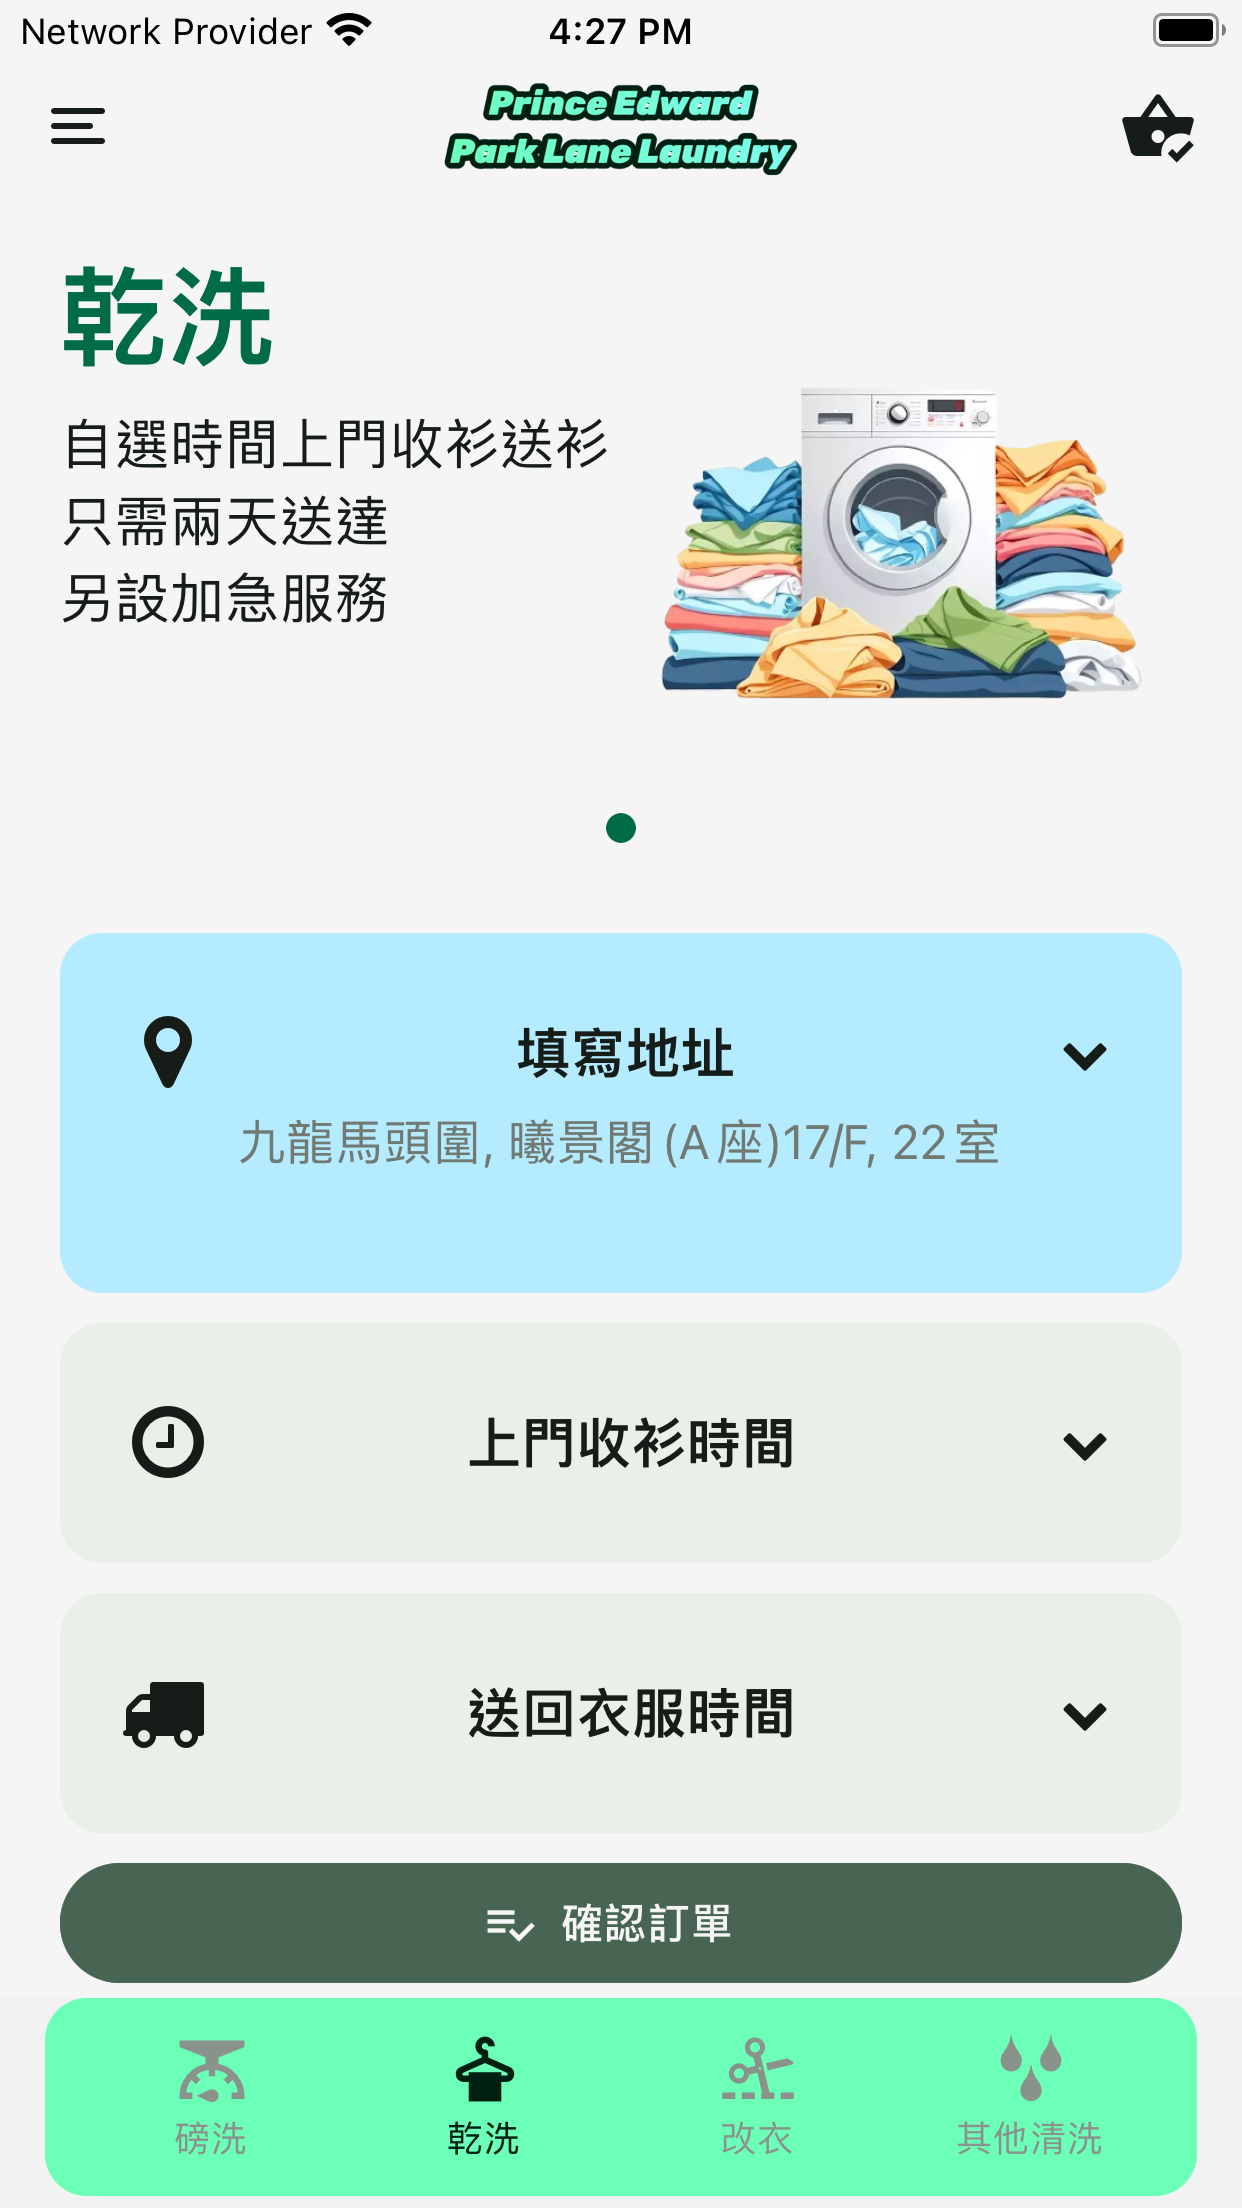 Network Provider
4:27 PM
Prince Edward
Park Lane Laundry
乾洗
自選時間上門收衫送衫
只需兩天送達
另設加急服務
填寫地址
九龍馬頭圍, 曦景閣 (A 座)17/F, 22 室
上門收衫時間
送回衣服時間
確認訂單
磅洗
乾洗
改衣
其他清洗